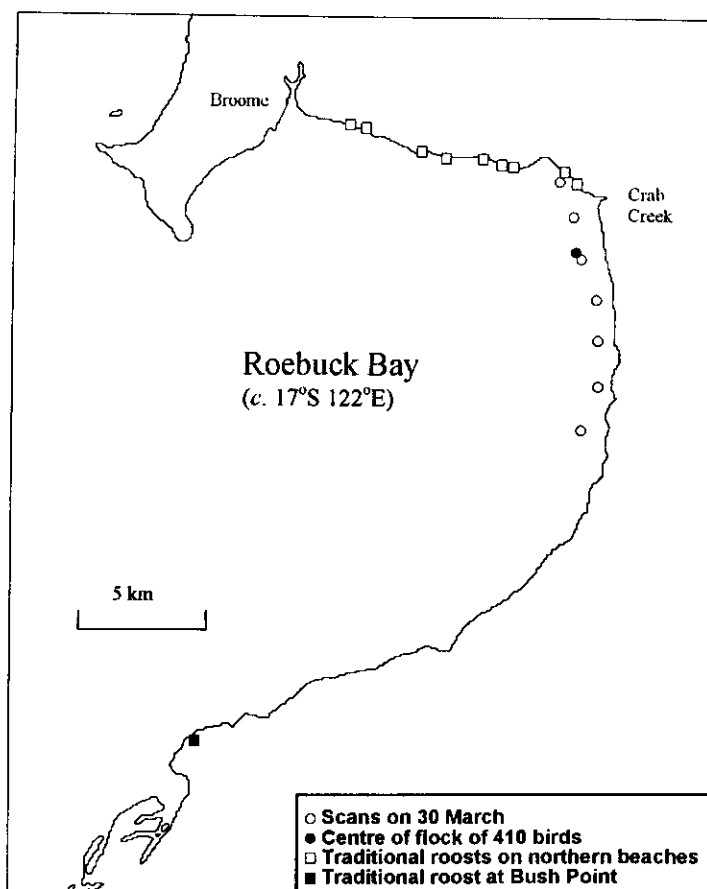 Broome
Crab
Creek
Roebuck Bay
(c. 17°S 122°E)
5 km
○ Scans on 30 March
● Centre of flock of 410 birds
□ Traditional roosts on northern beaches
■ Traditional roost at Bush Point